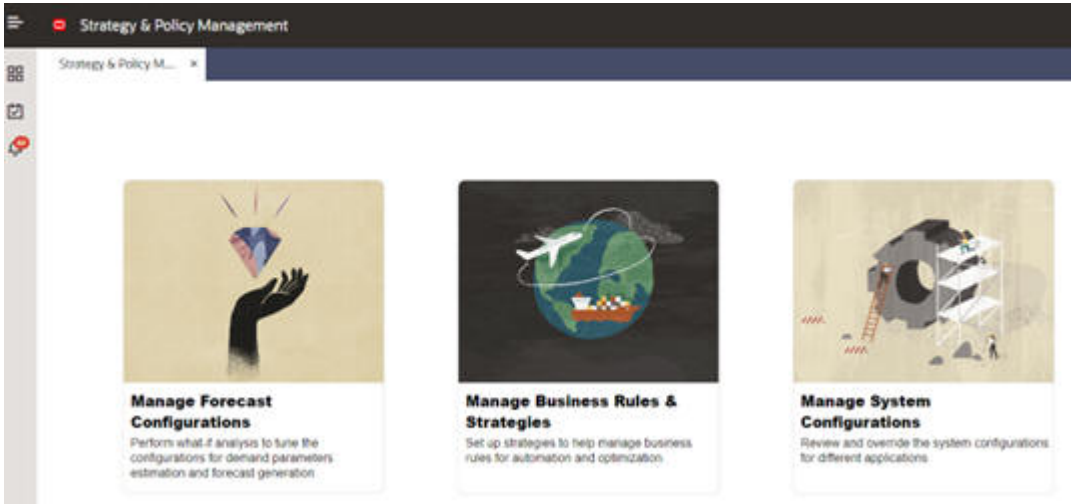 Strategy & Policy Management
Strategy & Policy M... ×
Manage Forecast
Configurations
Perform what-if analysis to tune the
configurations for demand parameters
estimation and forecast generation
Manage Business Rules &
Strategies
Set up strategies to help manage business
rules for automation and optimization
Manage System
Configurations
Review and override the system configurations
for different applications